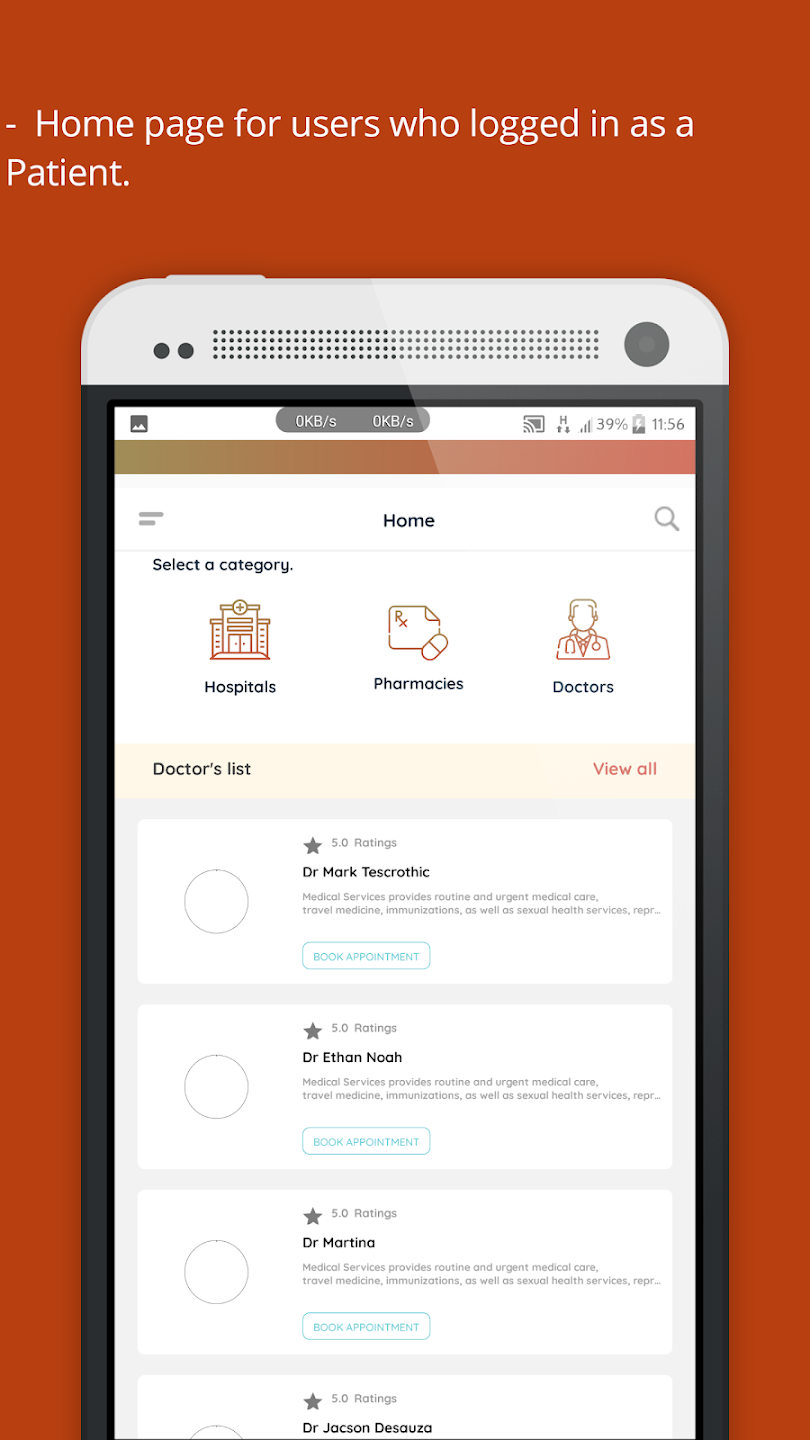 - Home page for users who logged in as a
Patient.
0KB/s 0KB/s H 39% 11:56
Home
Select a category.
Rx
Hospitals Pharmacies Doctors
Doctor's list View all
5.0 Ratings
Dr Mark Tescrothic
Medical Services provides routine and urgent medical care,
travel medicine, immunizations, as well as sexual health services, repr...
BOOK APPOINTMENT
5.0 Ratings
Dr Ethan Noah
Medical Services provides routine and urgent medical care,
travel medicine, immunizations, as well as sexual health services, repr...
BOOK APPOINTMENT
5.0 Ratings
Dr Martina
Medical Services provides routine and urgent medical care,
travel medicine, immunizations, as well as sexual health services, repr...
BOOK APPOINTMENT
5.0 Ratings
Dr Jacson Desauza